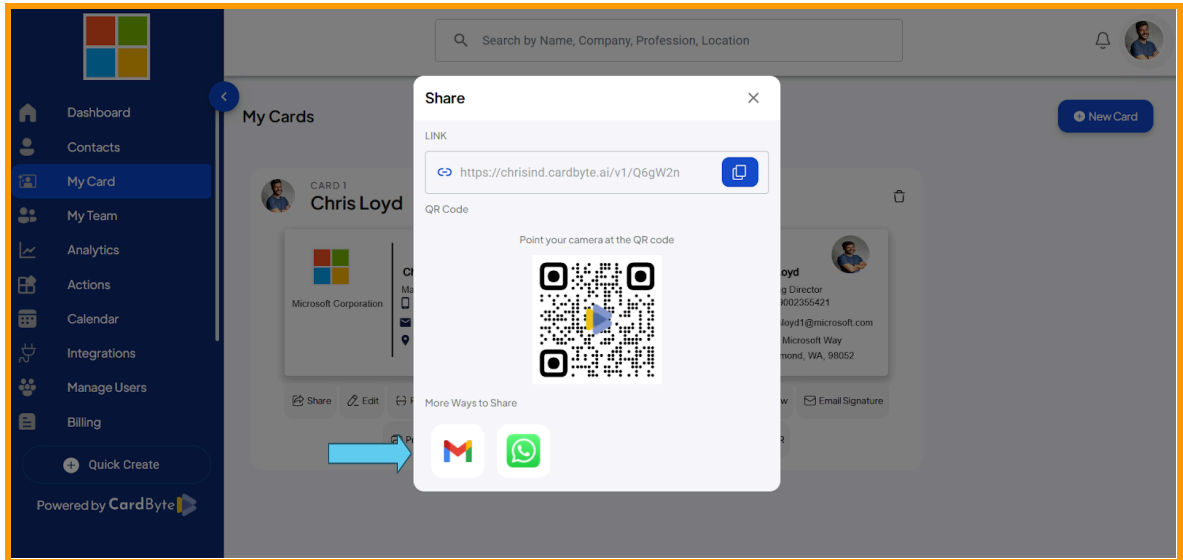 Search by Name, Company, Profession, Location
Dashboard
Contacts
My Card
My Team
Analytics
Actions
Calendar
Integrations
Manage Users
Billing
Quick Create
Powered by CardByte
My Cards
New Card
CARD 1
Chris Loyd
Microsoft Corporation
Share
Edit
Share
LINK
https://chrisind.cardbyte.ai/v1/Q6gW2n
QR Code
Point your camera at the QR code
More Ways to Share
oyd
g Director
9002355421
loyd1@microsoft.com
Microsoft Way
mond, WA, 98052
w
Email Signature